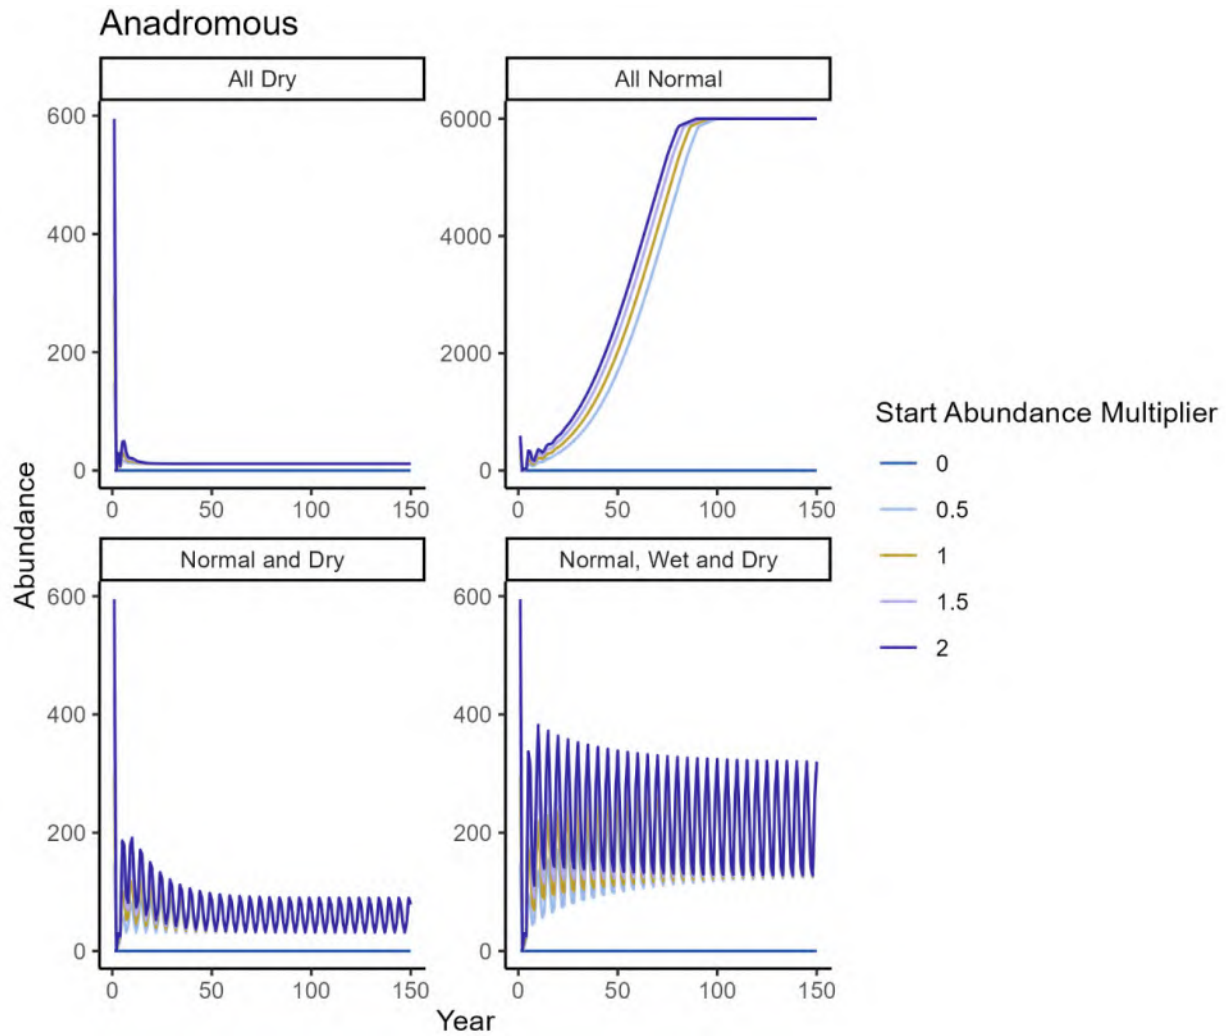 Anadromous
All Dry
All Normal
600
400
200
0
6000
4000
2000
0
0 50 100 150
0 50 100 150
Normal and Dry
Normal, Wet and Dry
600
400
200
0
600
400
200
0
0 50 100 150
0 50 100 150
Abundance
Year
Start Abundance Multiplier
0
0.5
1
1.5
2